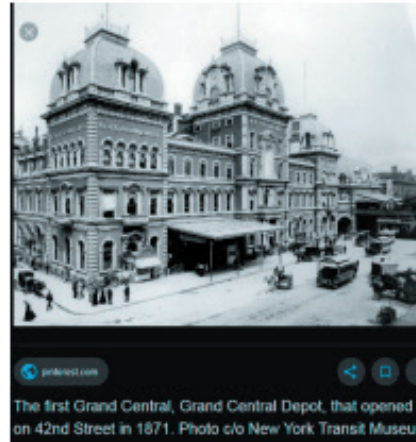 pinterest.com
The first Grand Central, Grand Central Depot, that opened
on 42nd Street in 1871. Photo c/o New York Transit Museu